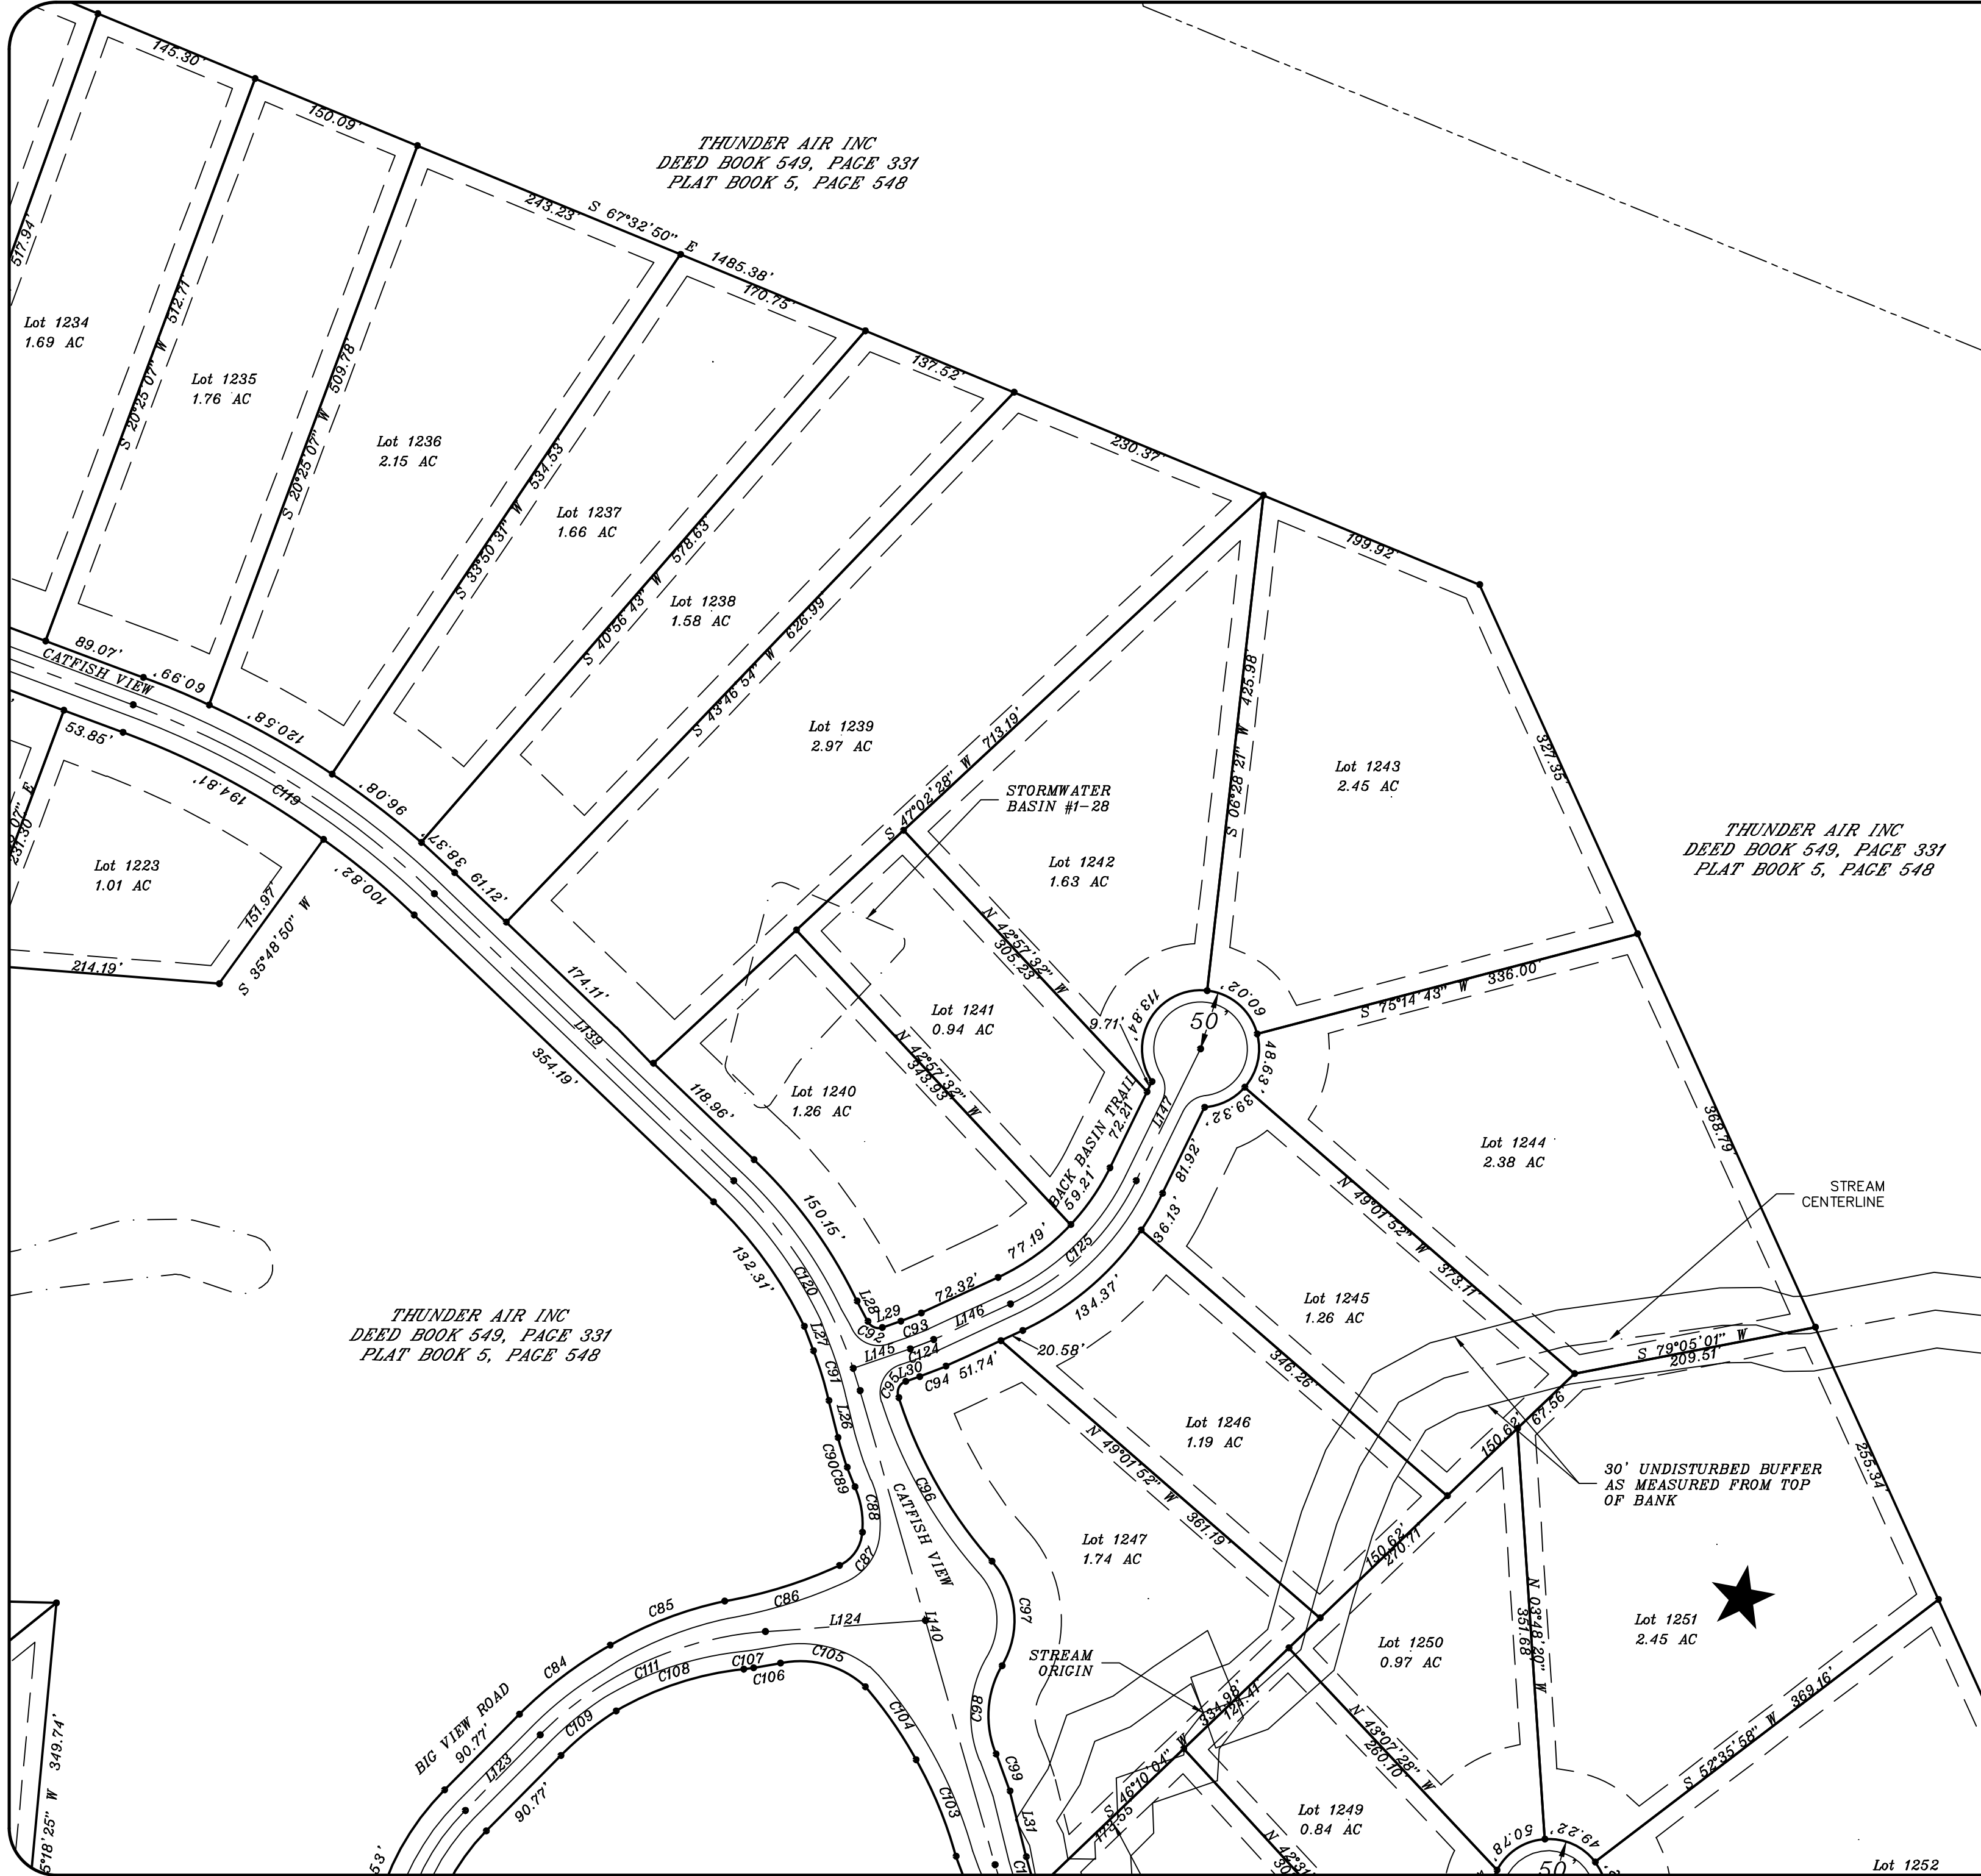 145.30'
150.09'
THUNDER AIR INC
DEED BOOK 549, PAGE 331
PLAT BOOK 5, PAGE 548
243.23'
S 67°32'50" E
1485.38'
170.75'
137.52'
230.37'
199.92'
517.94'
S 20°25'07" W 512.71'
S 20°25'07" W 509.78'
S 33°50'31" W 534.53'
S 40°56'43" W 578.63'
S 43°46'54" W 626.99'
S 47°02'28" W 713.19'
S 06°28'21" W 425.98'
327.35'
Lot 1234
1.69 AC
Lot 1235
1.76 AC
Lot 1236
2.15 AC
Lot 1237
1.66 AC
Lot 1238
1.58 AC
Lot 1239
2.97 AC
Lot 1243
2.45 AC
STORMWATER
BASIN #1-28
Lot 1242
1.63 AC
THUNDER AIR INC
DEED BOOK 549, PAGE 331
PLAT BOOK 5, PAGE 548
89.07'
CATFISH VIEW
60.99'
120.58'
96.08'
38.37'
61.12'
174.11'
53.85'
194.81'
C119
100.82'
231.30'
Lot 1223
1.01 AC
151.97'
S 35°48'50" W
214.19'
L139
354.19'
118.96'
N 42°57'32" W
305.23'
Lot 1241
0.94 AC
N 42°57'32" W
343.93'
Lot 1240
1.26 AC
9.71'
113.84'
50'
60.02'
48.63'
39.32'
S 75°14'43" W 336.00'
368.79'
BACK BASIN TRAIL
72.21'
59.21'
L147
81.92'
36.13'
Lot 1244
2.38 AC
STREAM
CENTERLINE
N 49°01'52" W 373.11'
150.15'
132.31'
C120
L28
L29
C92
C93
72.32'
77.19'
C125
L146
134.37'
L145
C124
20.58'
L27
C91
L26
C90
C89
C88
C87
C95
L30
C94
51.74'
Lot 1245
1.26 AC
346.26'
S 79°05'01" W
209.51'
67.56'
150.62'
THUNDER AIR INC
DEED BOOK 549, PAGE 331
PLAT BOOK 5, PAGE 548
Lot 1246
1.19 AC
N 49°01'52" W 361.19'
30' UNDISTURBED BUFFER
AS MEASURED FROM TOP
OF BANK
255.34'
C96
CATFISH VIEW
Lot 1247
1.74 AC
150.62'
270.71'
N 03°48'20" W
351.68'
Lot 1251
2.45 AC
Lot 1250
0.97 AC
C86
C85
C84
L124
L140
C97
STREAM
ORIGIN
334.98'
124.41'
C111
C107
C106
C105
C108
C109
C104
C98
C99
BIG VIEW ROAD
90.77'
L123
90.77'
C103
L31
S 46°10'04" W
N 43°07'28" W
260.10'
S 52°35'58" W 369.16'
Lot 1249
0.84 AC
50.78'
49.22'
50'
5°18'25" W 349.74'
53'
Lot 1252